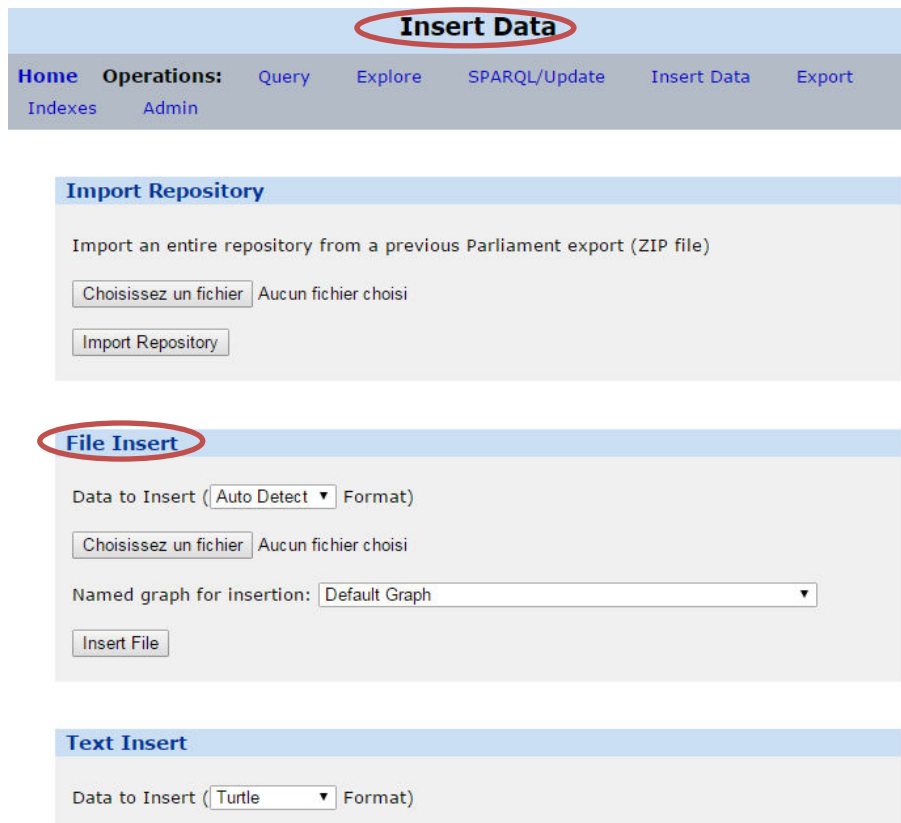 Insert Data
Home Operations: Query Explore SPARQL/Update Insert Data Export
Indexes Admin
Import Repository
Import an entire repository from a previous Parliament export (ZIP file)
Choisissez un fichier Aucun fichier choisi
Import Repository
File Insert
Data to Insert (Auto Detect ▼ Format)
Choisissez un fichier Aucun fichier choisi
Named graph for insertion: Default Graph ▼
Insert File
Text Insert
Data to Insert (Turtle ▼ Format)